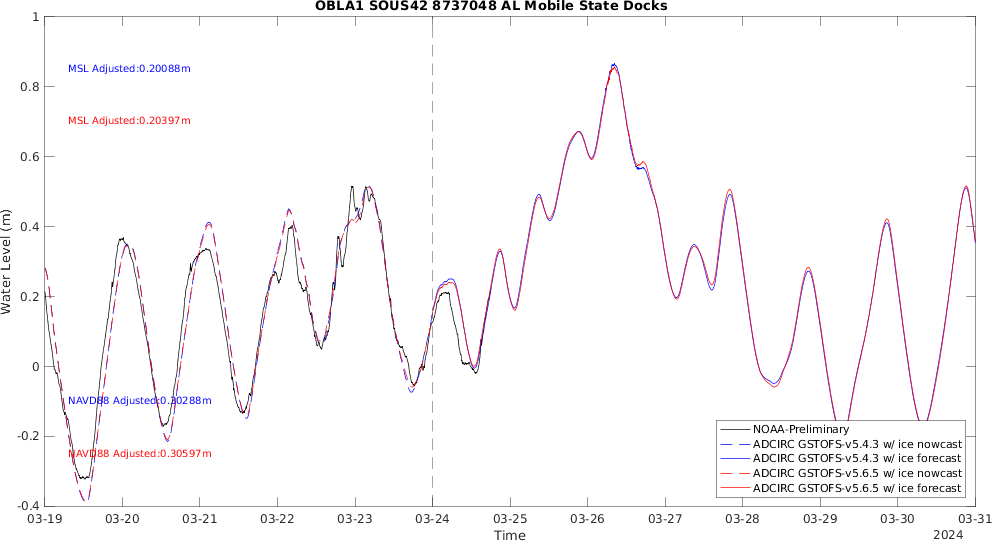 OBLA1 SOUS42 8737048 AL Mobile State Docks
MSL Adjusted:0.20088m
MSL Adjusted:0.20397m
NAVD88 Adjusted:0.30288m
NAVD88 Adjusted:0.30597m
Water Level (m)
1
0.8
0.6
0.4
0.2
0
-0.2
-0.4
03-19 03-20 03-21 03-22 03-23 03-24 03-25 03-26 03-27 03-28 03-29 03-30 03-31
Time
2024
NOAA-Preliminary
ADCIRC GSTOFS-v5.4.3 w/ ice nowcast
ADCIRC GSTOFS-v5.4.3 w/ ice forecast
ADCIRC GSTOFS-v5.6.5 w/ ice nowcast
ADCIRC GSTOFS-v5.6.5 w/ ice forecast